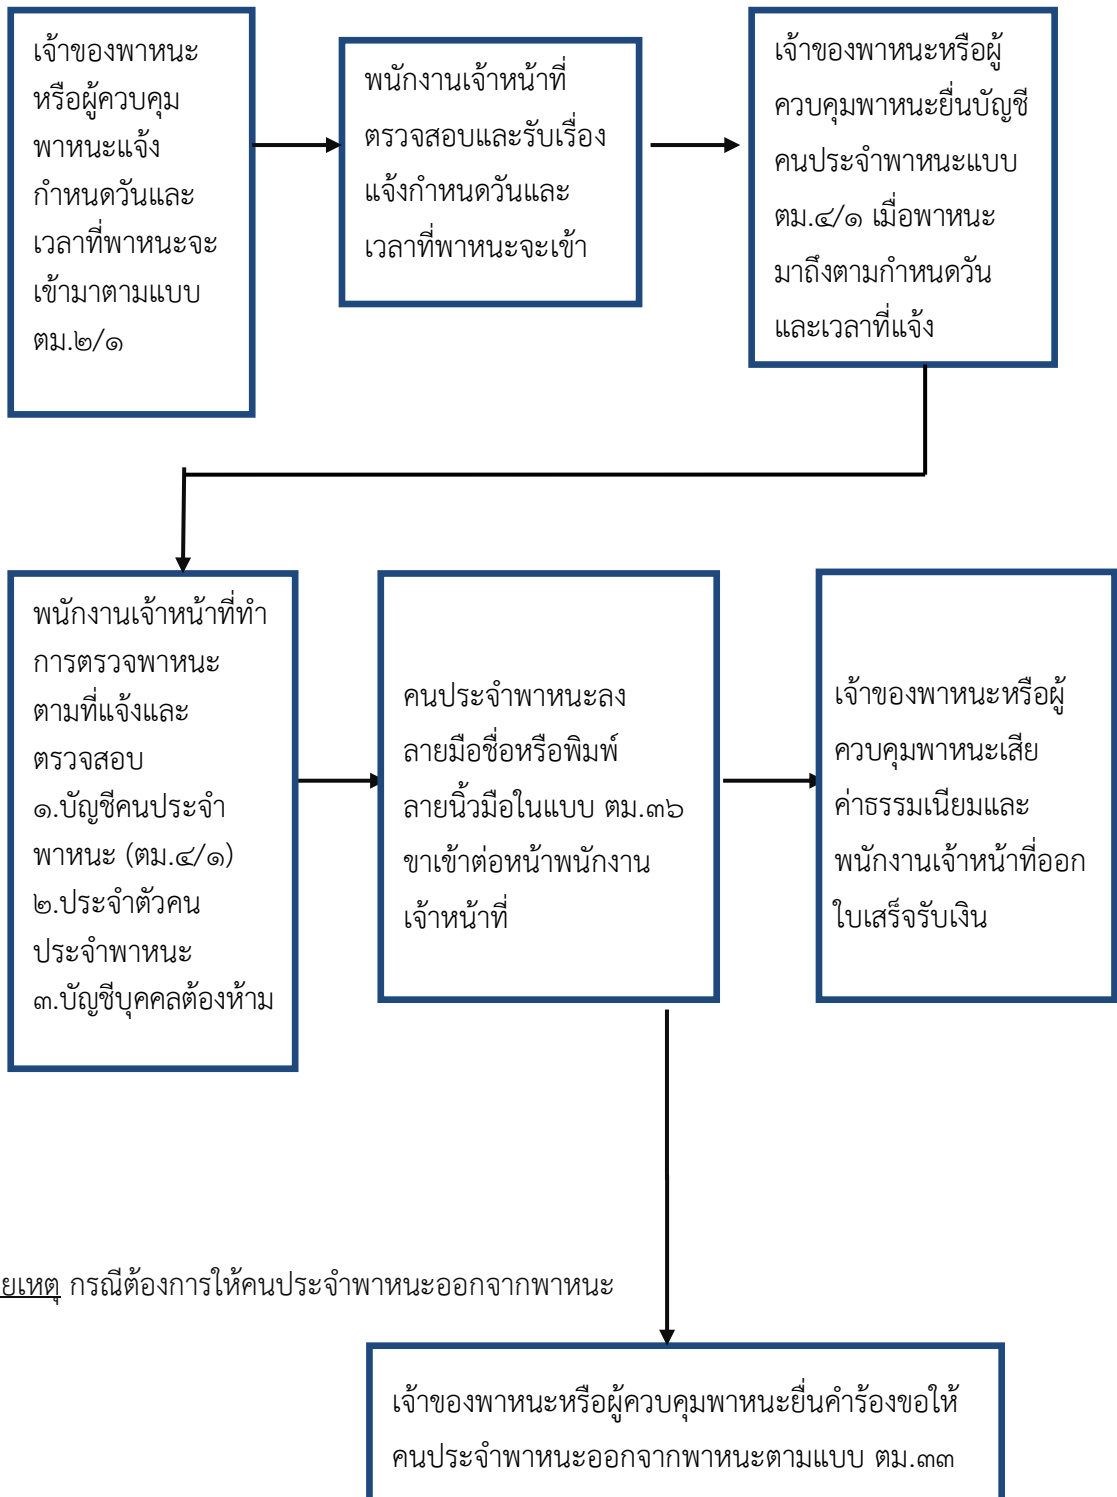 เจ้าของพาหนะ
หรือผู้ควบคุม
พาหนะแจ้ง
กำหนดวันและ
เวลาที่พาหนะจะ
เข้ามาตามแบบ
ตม.๒/๑
พนักงานเจ้าหน้าที่
ตรวจสอบและรับเรื่อง
แจ้งกำหนดวันและ
เวลาที่พาหนะจะเข้า
เจ้าของพาหนะหรือผู้
ควบคุมพาหนะยื่นบัญชี
คนประจำพาหนะแบบ
ตม.๔/๑ เมื่อพาหนะ
มาถึงตามกำหนดวัน
และเวลาที่แจ้ง
พนักงานเจ้าหน้าที่ทำ
การตรวจพาหนะ
ตามที่แจ้งและ
ตรวจสอบ
๑.บัญชีคนประจำ
พาหนะ (ตม.๔/๑)
๒.ประจำตัวคน
ประจำพาหนะ
๓.บัญชีบุคคลต้องห้าม
คนประจำพาหนะลง
ลายมือชื่อหรือพิมพ์
ลายนิ้วมือในแบบ ตม.๓๖
ขาเข้าต่อหน้าพนักงาน
เจ้าหน้าที่
เจ้าของพาหนะหรือผู้
ควบคุมพาหนะเสีย
ค่าธรรมเนียมและ
พนักงานเจ้าหน้าที่ออก
ใบเสร็จรับเงิน
ยเหตุ กรณีต้องการให้คนประจำพาหนะออกจากพาหนะ
เจ้าของพาหนะหรือผู้ควบคุมพาหนะยื่นคำร้องขอให้
คนประจำพาหนะออกจากพาหนะตามแบบ ตม.๓๓